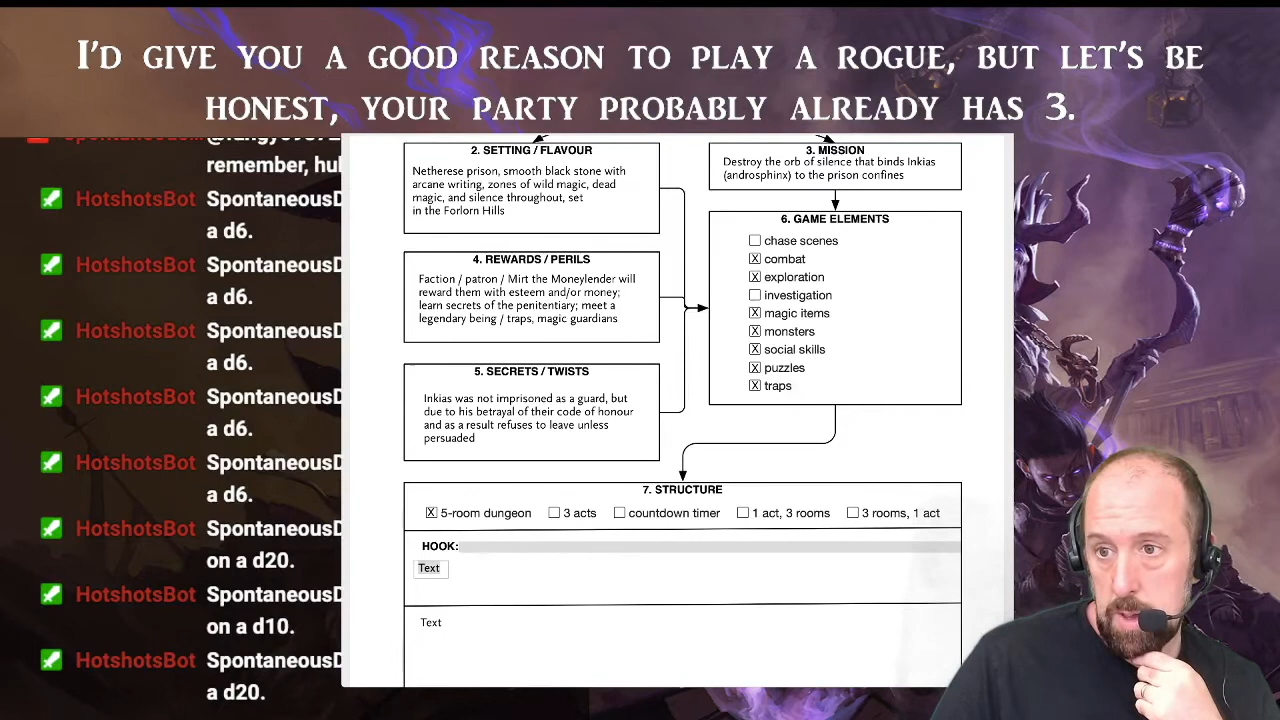 I'D GIVE YOU A GOOD REASON TO PLAY A ROGUE, BUT LET'S BE
HONEST, YOUR PARTY PROBABLY ALREADY HAS 3.
remember,
HotshotsBot SpontaneousD
a d6.
HotshotsBot SpontaneousD
a d6.
HotshotsBot SpontaneousD
a d6.
HotshotsBot SpontaneousD
a d6.
HotshotsBot SpontaneousD
a d6.
HotshotsBot SpontaneousD
on a d20.
HotshotsBot SpontaneousD
on a d10.
HotshotsBot SpontaneousD
a d20.
2. SETTING / FLAVOUR
Netherese prison, smooth black stone with
arcane writing, zones of wild magic, dead
magic, and silence throughout, set
in the Forlorn Hills
3. MISSION
Destroy the orb of silence that binds Inkias
(androsphinx) to the prison confines
4. REWARDS / PERILS
Faction / patron / Mirt the Moneylender will
reward them with esteem and/or money;
learn secrets of the penitentiary; meet a
legendary being / traps, magic guardians
5. SECRETS / TWISTS
Inkias was not imprisoned as a guard, but
due to his betrayal of their code of honour
and as a result refuses to leave unless
persuaded
6. GAME ELEMENTS
chase scenes
X combat
X exploration
investigation
X magic items
X monsters
X social skills
X puzzles
X traps
7. STRUCTURE
X 5-room dungeon 3 acts countdown timer 1 act, 3 rooms 3 rooms, 1 act
HOOK:
Text
Text